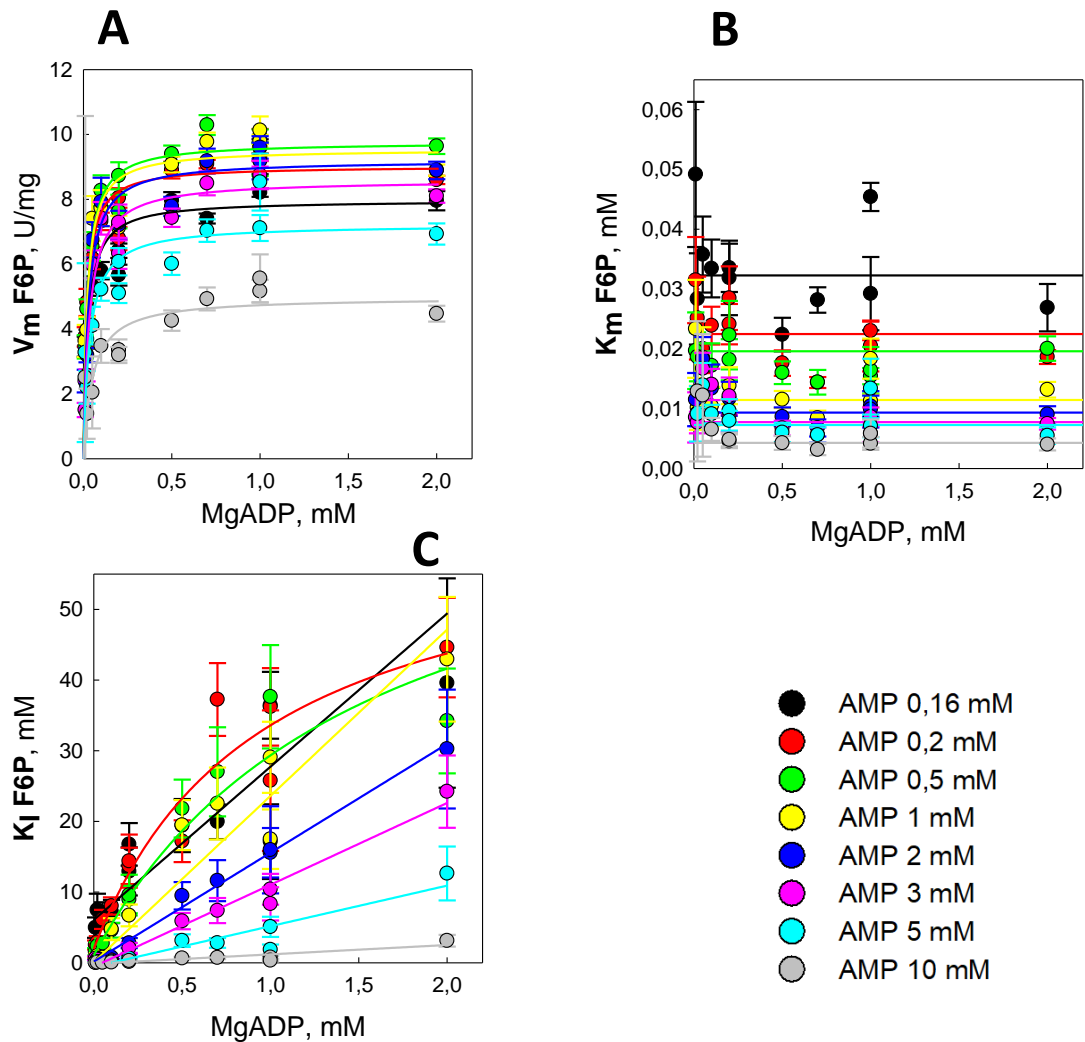 A
V_m F6P, U/mg
12
10
8
6
4
2
0
0,0 0,5 1,0 1,5 2,0
MgADP, mM
B
K_m F6P, mM
0,06
0,05
0,04
0,03
0,02
0,01
0,00
0,0 0,5 1,0 1,5 2,0
MgADP, mM
C
K_I F6P, mM
50
40
30
20
10
0
0,0 0,5 1,0 1,5 2,0
MgADP, mM
AMP 0,16 mM
AMP 0,2 mM
AMP 0,5 mM
AMP 1 mM
AMP 2 mM
AMP 3 mM
AMP 5 mM
AMP 10 mM